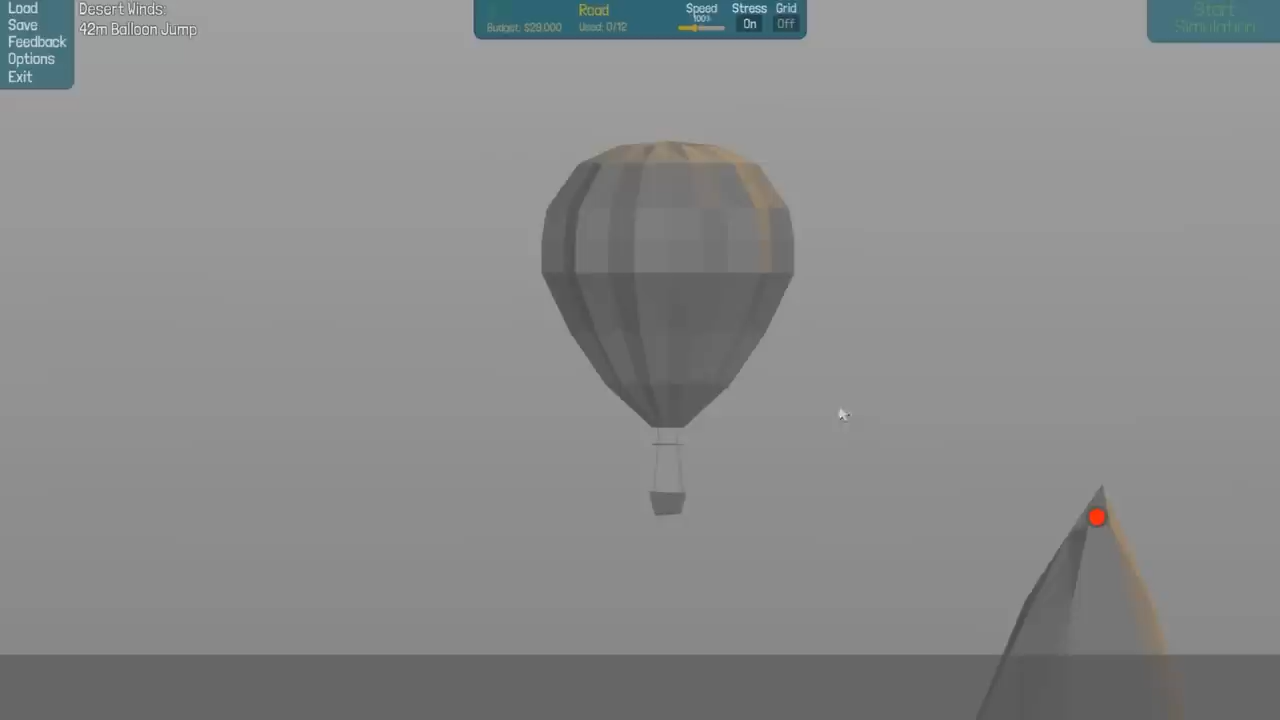 Load
Save
Feedback
Options
Exit
Desert Winds:
42m Balloon Jump
Budget: $29,000
Road
Used: 0/12
Speed
100%
Stress
On
Grid
Off
Start
Simulation